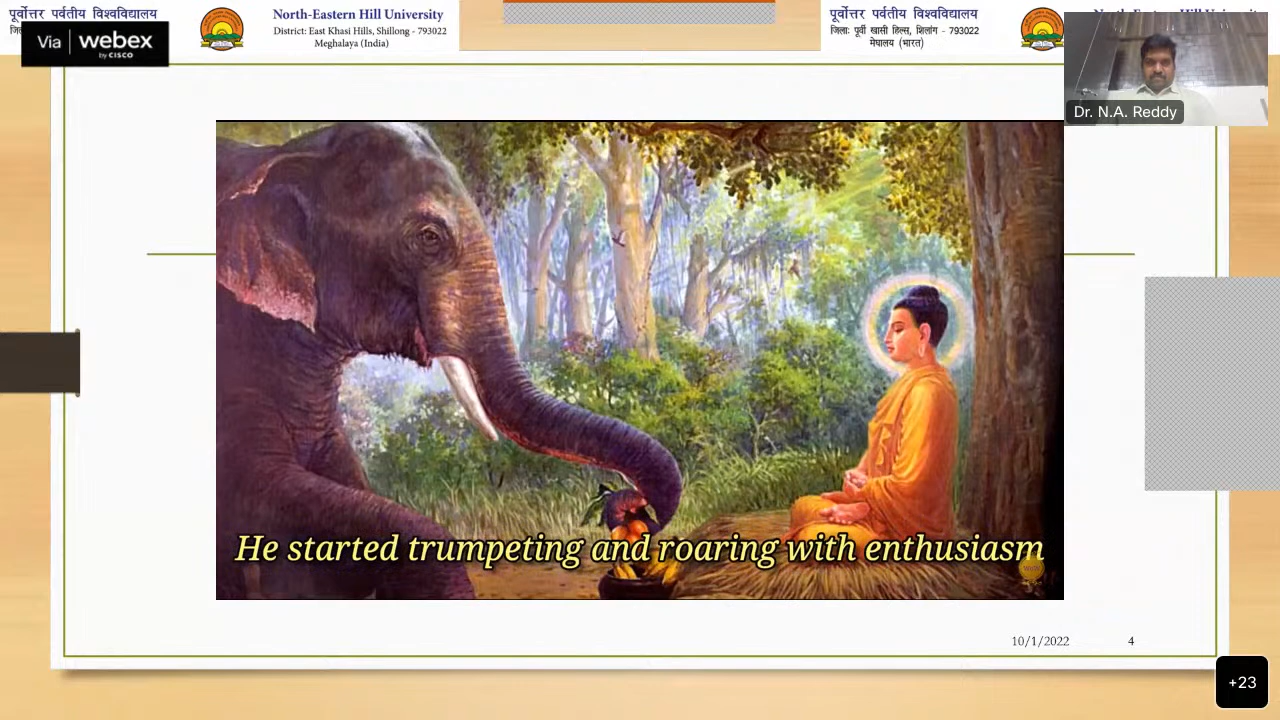 पूर्वोत्तर पर्वतीय विश्वविद्यालय
Via webex
by CISCO
North-Eastern Hill University
District: East Khasi Hills, Shillong - 793022
Meghalaya (India)
पूर्वोत्तर पर्वतीय विश्वविद्यालय
जिला: पूर्वी खासी हिल्स, शिलांग - 793022
मेघालय (भारत)
Dr. N.A. Reddy
He started trumpeting and roaring with enthusiasm
10/1/2022 4
+23